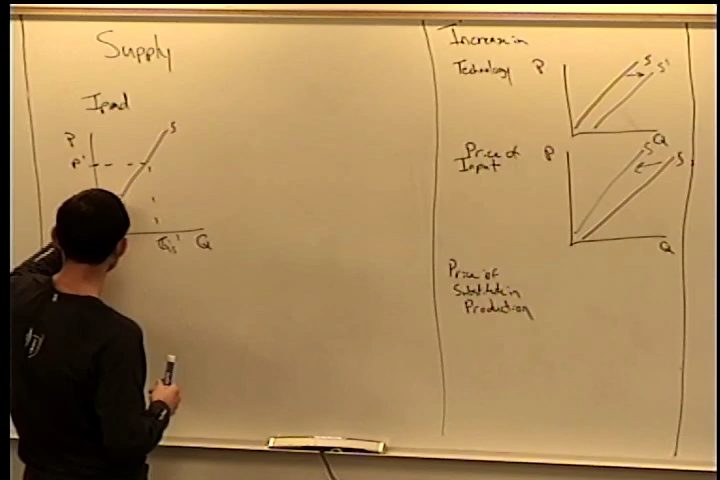 Supply
Ipad
P
S
P'
Q
Increase in
Technology
P
S
S'
Q
Price of
Input
P
S'
S
Q
Price of
Substitute in
Production